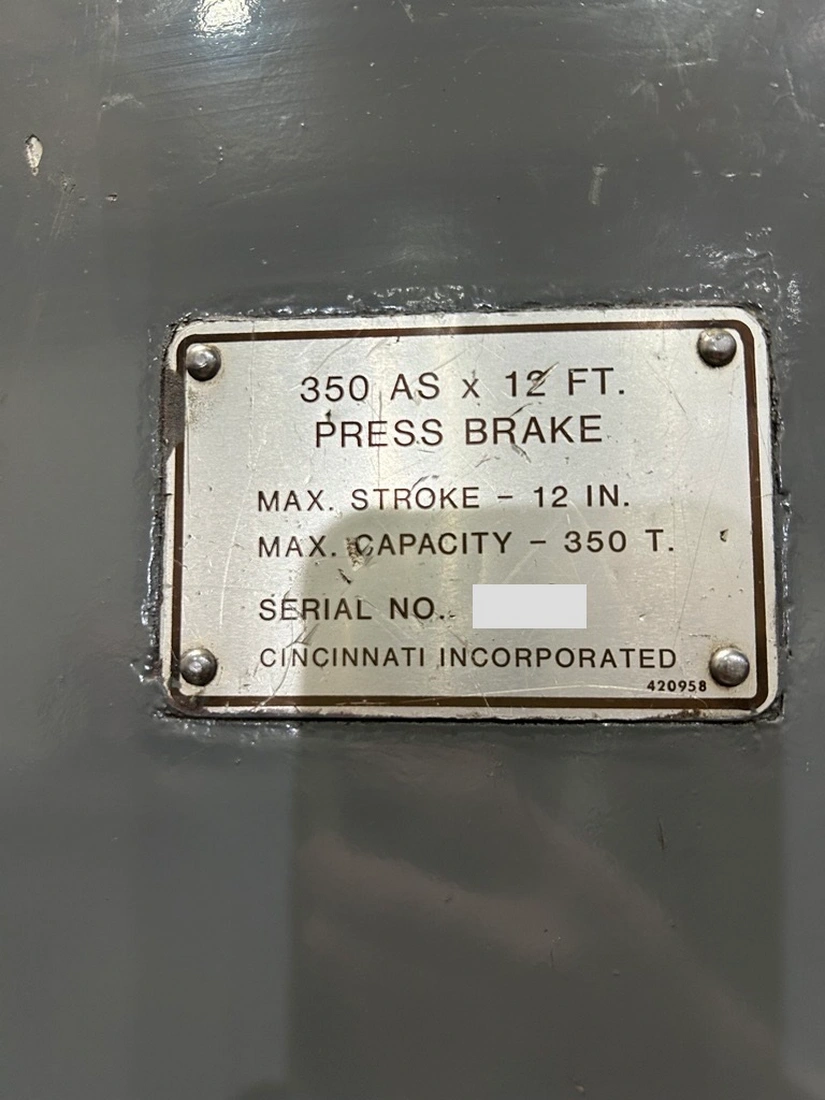 350 AS x 12 FT.
PRESS BRAKE
MAX. STROKE - 12 IN.
MAX. CAPACITY - 350 T.
SERIAL NO.
CINCINNATI INCORPORATED
420958